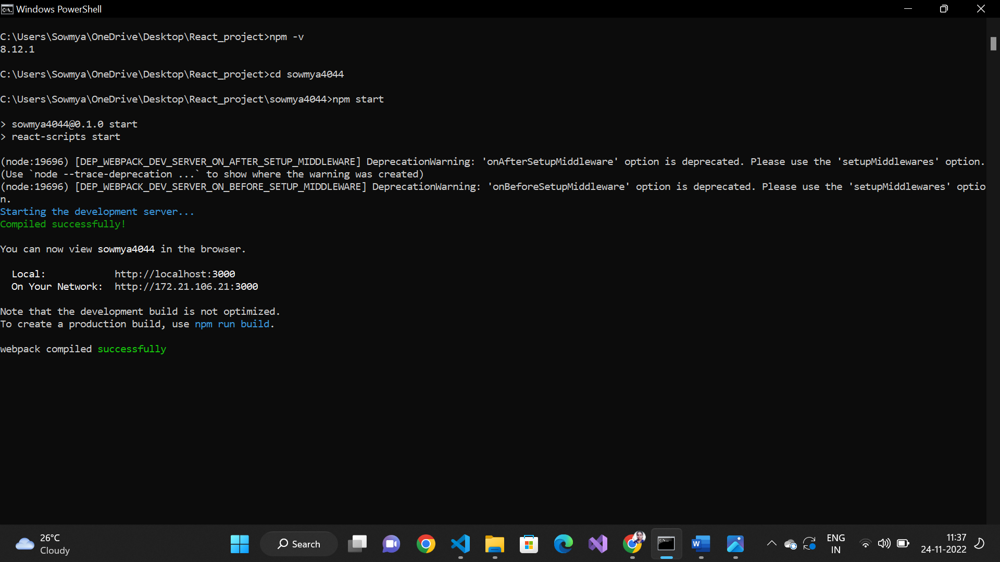 Windows PowerShell
C:\Users\Sowmya\OneDrive\Desktop\React_project>npm -v
8.12.1
C:\Users\Sowmya\OneDrive\Desktop\React_project>cd sowmya4044
C:\Users\Sowmya\OneDrive\Desktop\React_project\sowmya4044>npm start
> sowmya4044@0.1.0 start
> react-scripts start
(node:19696) [DEP_WEBPACK_DEV_SERVER_ON_AFTER_SETUP_MIDDLEWARE] DeprecationWarning: 'onAfterSetupMiddleware' option is deprecated. Please use the 'setupMiddlewares' option.
(Use `node --trace-deprecation ...` to show where the warning was created)
(node:19696) [DEP_WEBPACK_DEV_SERVER_ON_BEFORE_SETUP_MIDDLEWARE] DeprecationWarning: 'onBeforeSetupMiddleware' option is deprecated. Please use the 'setupMiddlewares' optio
n.
Starting the development server...
Compiled successfully!
You can now view sowmya4044 in the browser.
Local: http://localhost:3000
On Your Network: http://172.21.106.21:3000
Note that the development build is not optimized.
To create a production build, use npm run build.
webpack compiled successfully
26°C
Cloudy
Search
ENG
IN
11:37
24-11-2022